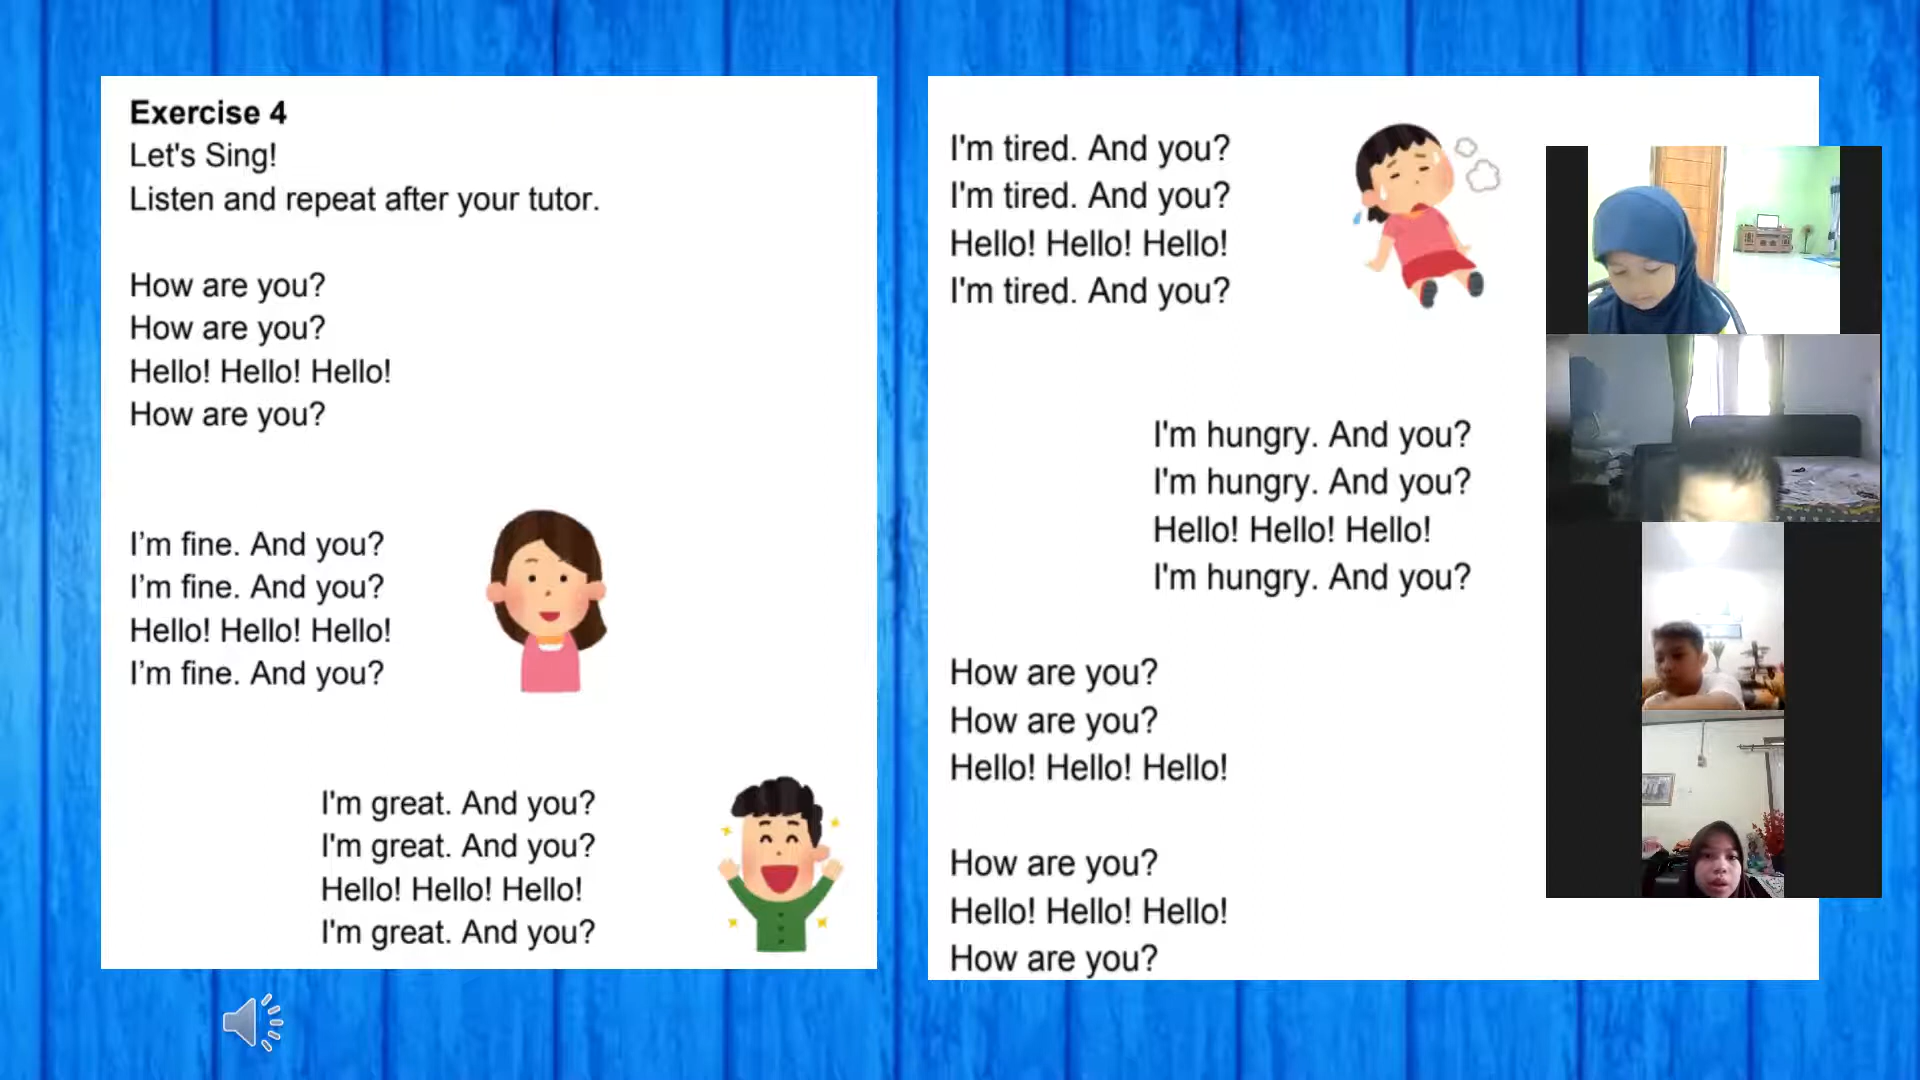 Exercise 4
Let's Sing!
Listen and repeat after your tutor.
How are you?
How are you?
Hello! Hello! Hello!
How are you?
I’m fine. And you?
I’m fine. And you?
Hello! Hello! Hello!
I’m fine. And you?
I'm great. And you?
I'm great. And you?
Hello! Hello! Hello!
I'm great. And you?
I'm tired. And you?
I'm tired. And you?
Hello! Hello! Hello!
I'm tired. And you?
I'm hungry. And you?
I'm hungry. And you?
Hello! Hello! Hello!
I'm hungry. And you?
How are you?
How are you?
Hello! Hello! Hello!
How are you?
Hello! Hello! Hello!
How are you?